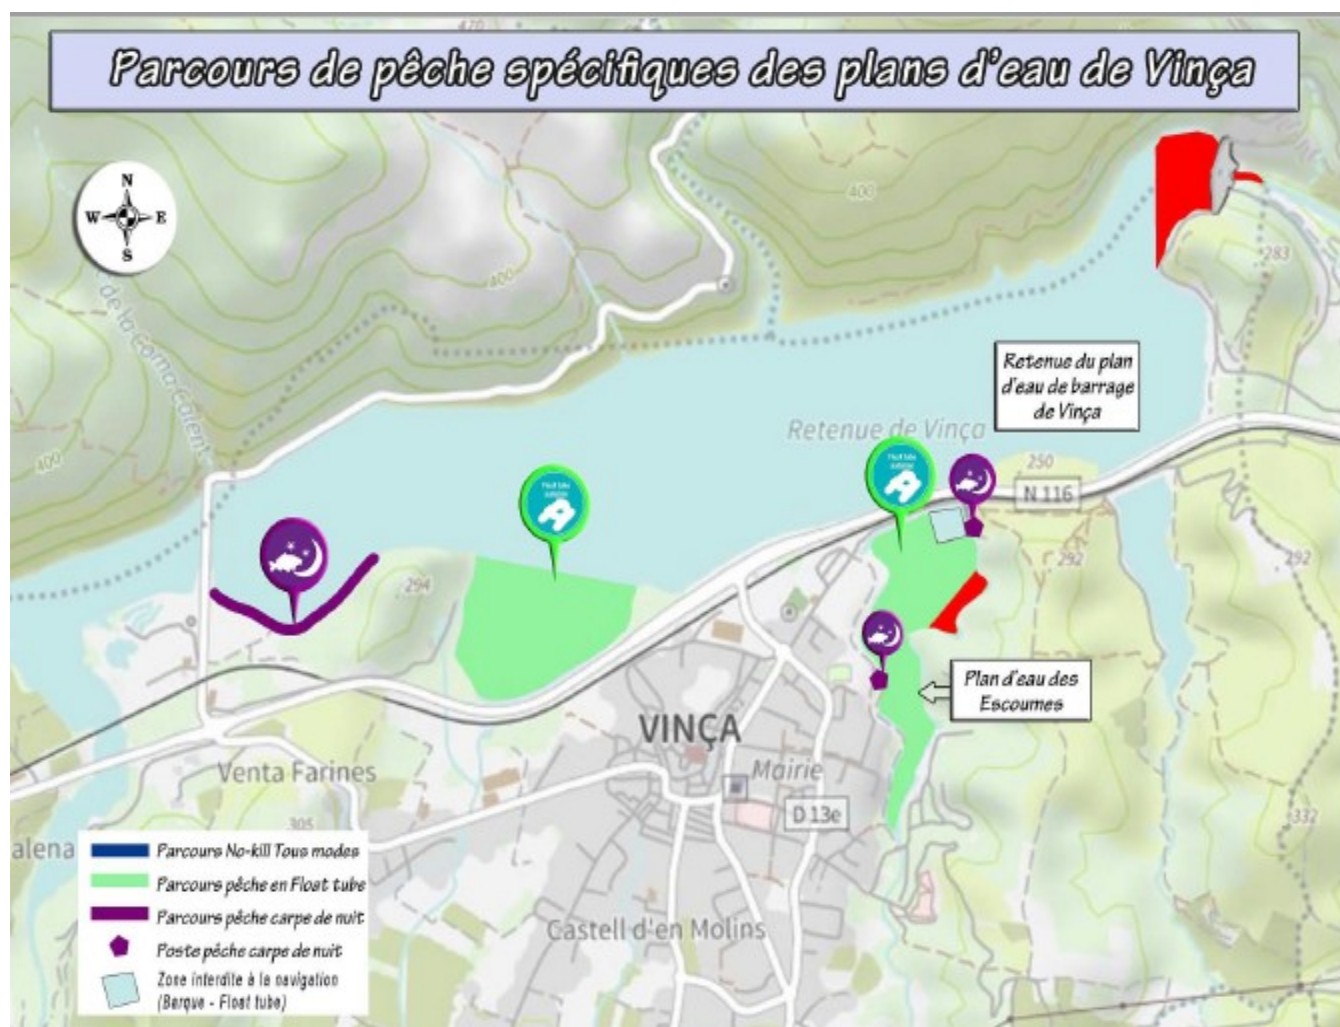 Parcours de pêche spécifiques des plans d'eau de Vinça
470
N
W E
S
400
400
283
de la Coma Calent
Retenue du plan
d'eau de barrage
de Vinça
Retenue de Vinça
400
250
N 116
294
292
292
Plan d'eau des
Escoumes
VINÇA
Venta Farines
Mairie
D 13e
305
332
alena
Parcours No-kill Tous modes
Parcours pêche en Float tube
Parcours pêche carpe de nuit
Poste pêche carpe de nuit
Castell d'en Molins
Zone interdite à la navigation
(Barque - Float tube)